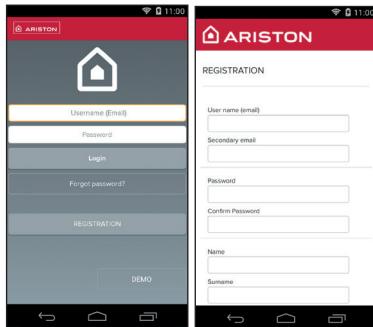 11:00
ARISTON
Username (Email)
Password
Login
Forgot password?
REGISTRATION
DEMO
11:00
ARISTON
REGISTRATION
User name (email)
Secondary email
Password
Confirm Password
Name
Surname